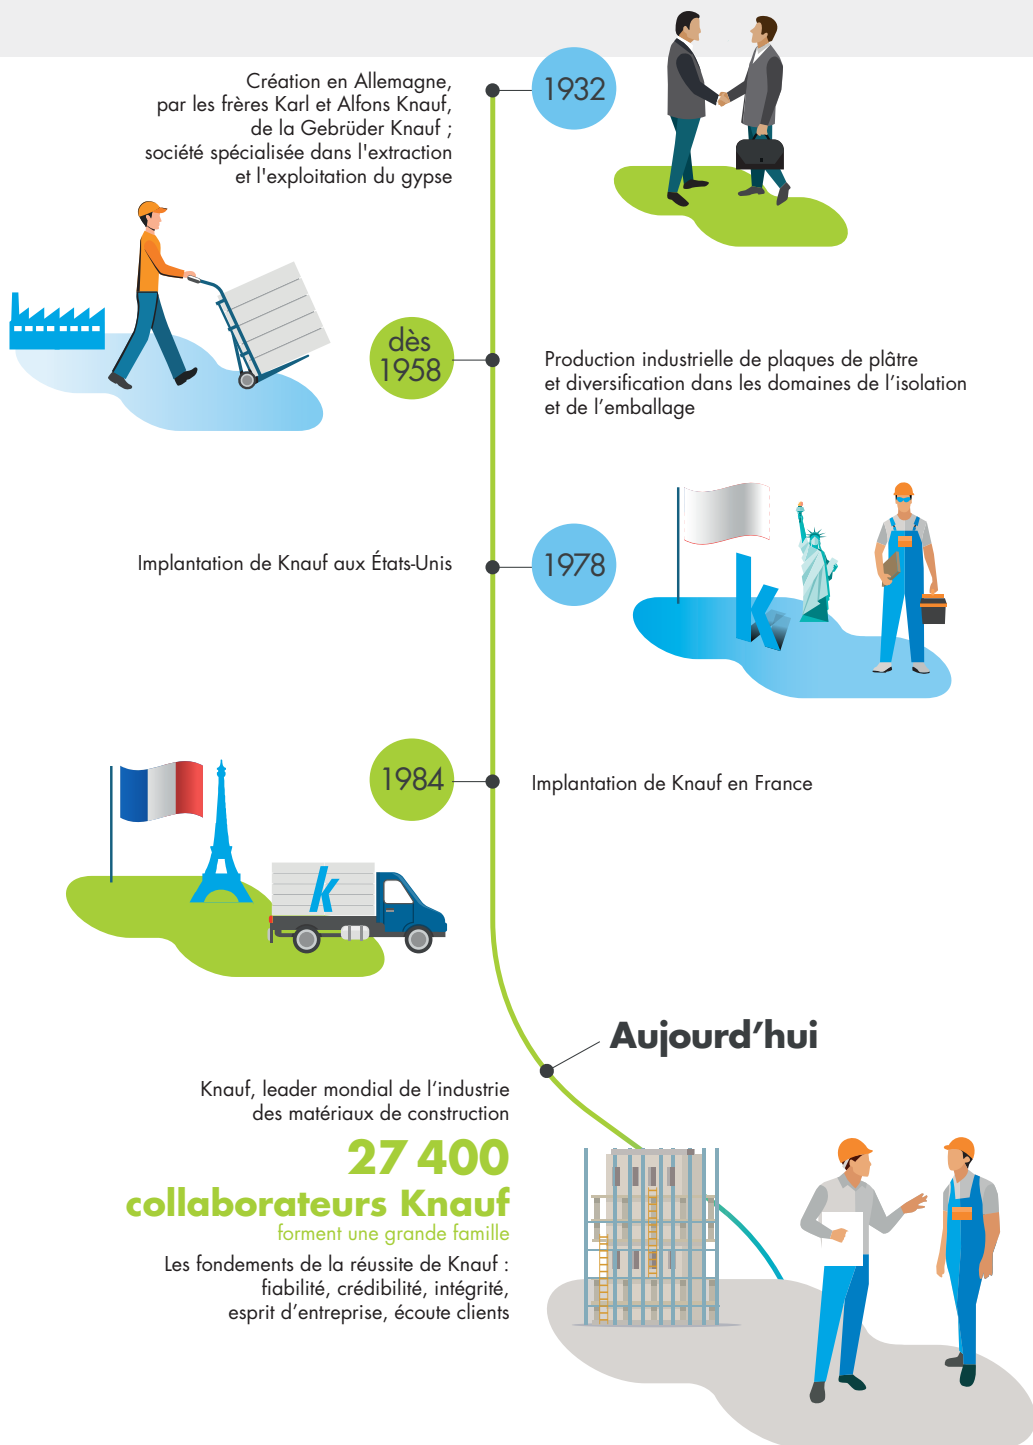 1932
Création en Allemagne,
par les frères Karl et Alfons Knauf,
de la Gebrüder Knauf ;
société spécialisée dans l'extraction
et l'exploitation du gypse
dès
1958
Production industrielle de plaques de plâtre
et diversification dans les domaines de l’isolation
et de l’emballage
1978
Implantation de Knauf aux États-Unis
k
1984
Implantation de Knauf en France
k
Aujourd’hui
Knauf, leader mondial de l’industrie
des matériaux de construction
27 400
collaborateurs Knauf
forment une grande famille
Les fondements de la réussite de Knauf :
fiabilité, crédibilité, intégrité,
esprit d’entreprise, écoute clients